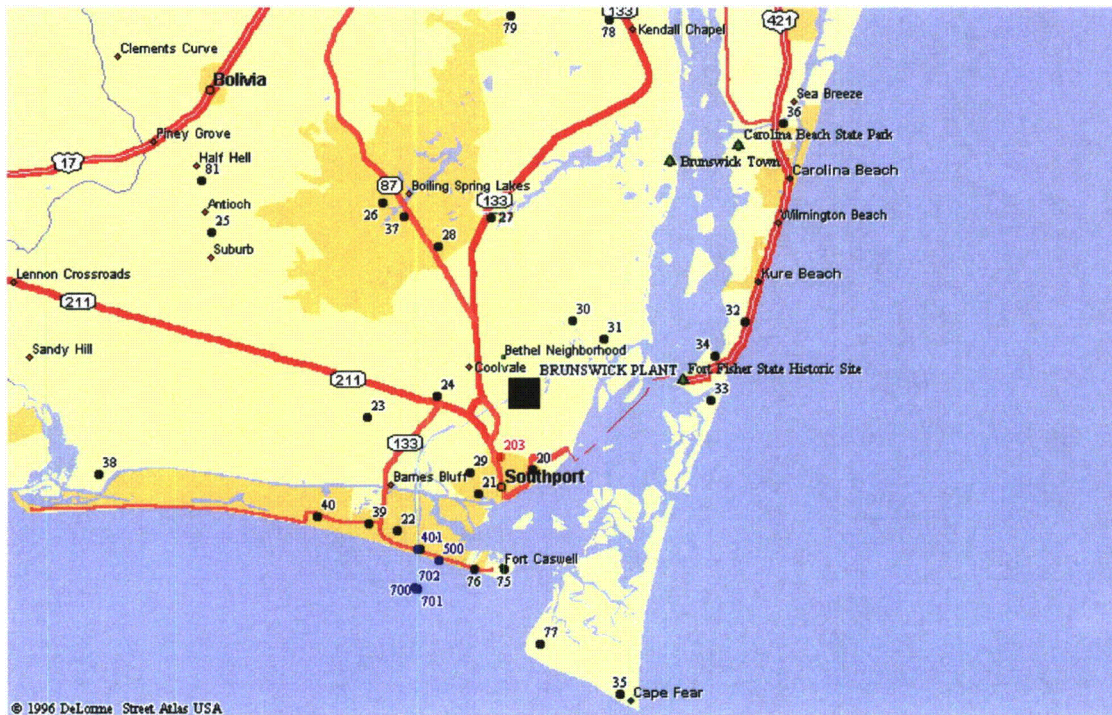 133
79
78
Kendall Chapel
421
Clements Curve
Bolivia
Sea Breeze
36
Carolina Beach State Park
Piney Grove
17
Half Hell
81
Brunswick Town
Carolina Beach
87
Boiling Spring Lakes
133
26
37
27
Antioch
25
Wilmington Beach
28
Suburb
Lennon Crossroads
Kure Beach
211
30
31
32
Sandy Hill
Bethel Neighborhood
34
Coolvale
BRUNSWICK PLANT
Fort Fisher State Historic Site
211
24
33
23
133
203
38
29
20
Barnes Bluff
21
Southport
40
39
22
401
500
Fort Caswell
702
76
75
700
701
77
35
Cape Fear
© 1996 DeLorme Street Atlas USA